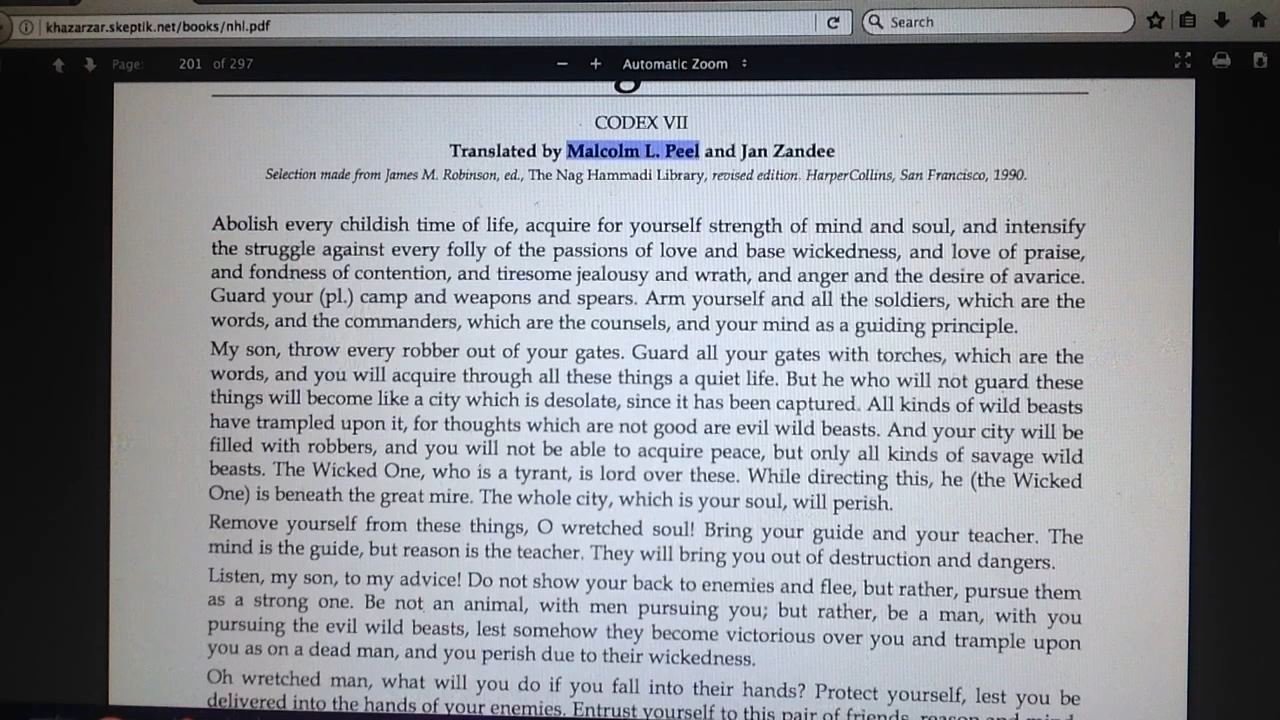 khazarzar.skeptik.net/books/nhl.pdf
Search
Page: 201 of 297
Automatic Zoom
CODEX VII
Translated by Malcolm L. Peel and Jan Zandee
Selection made from James M. Robinson, ed., The Nag Hammadi Library, revised edition. HarperCollins, San Francisco, 1990.
Abolish every childish time of life, acquire for yourself strength of mind and soul, and intensify
the struggle against every folly of the passions of love and base wickedness, and love of praise,
and fondness of contention, and tiresome jealousy and wrath, and anger and the desire of avarice.
Guard your (pl.) camp and weapons and spears. Arm yourself and all the soldiers, which are the
words, and the commanders, which are the counsels, and your mind as a guiding principle.
My son, throw every robber out of your gates. Guard all your gates with torches, which are the
words, and you will acquire through all these things a quiet life. But he who will not guard these
things will become like a city which is desolate, since it has been captured. All kinds of wild beasts
have trampled upon it, for thoughts which are not good are evil wild beasts. And your city will be
filled with robbers, and you will not be able to acquire peace, but only all kinds of savage wild
beasts. The Wicked One, who is a tyrant, is lord over these. While directing this, he (the Wicked
One) is beneath the great mire. The whole city, which is your soul, will perish.
Remove yourself from these things, O wretched soul! Bring your guide and your teacher. The
mind is the guide, but reason is the teacher. They will bring you out of destruction and dangers.
Listen, my son, to my advice! Do not show your back to enemies and flee, but rather, pursue them
as a strong one. Be not an animal, with men pursuing you; but rather, be a man, with you
pursuing the evil wild beasts, lest somehow they become victorious over you and trample upon
you as on a dead man, and you perish due to their wickedness.
Oh wretched man, what will you do if you fall into their hands? Protect yourself, lest you be
delivered into the hands of your enemies. Entrust yourself to this pair of friends, reason and mind,